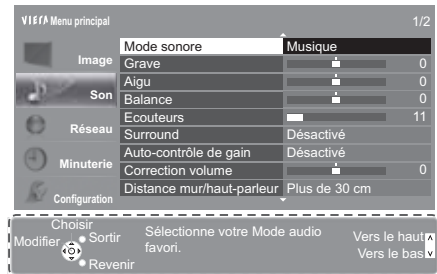 VIErA Menu principal 1/2
Image
Son
Réseau
Minuterie
Configuration
Mode sonore Musique
Grave 0
Aigu 0
Balance 0
Ecouteurs 11
Surround Désactivé
Auto-contrôle de gain Désactivé
Correction volume 0
Distance mur/haut-parleur Plus de 30 cm
Choisir
Modifier
Sortir
Revenir
Sélectionne votre Mode audio
favori.
Vers le haut
Vers le bas